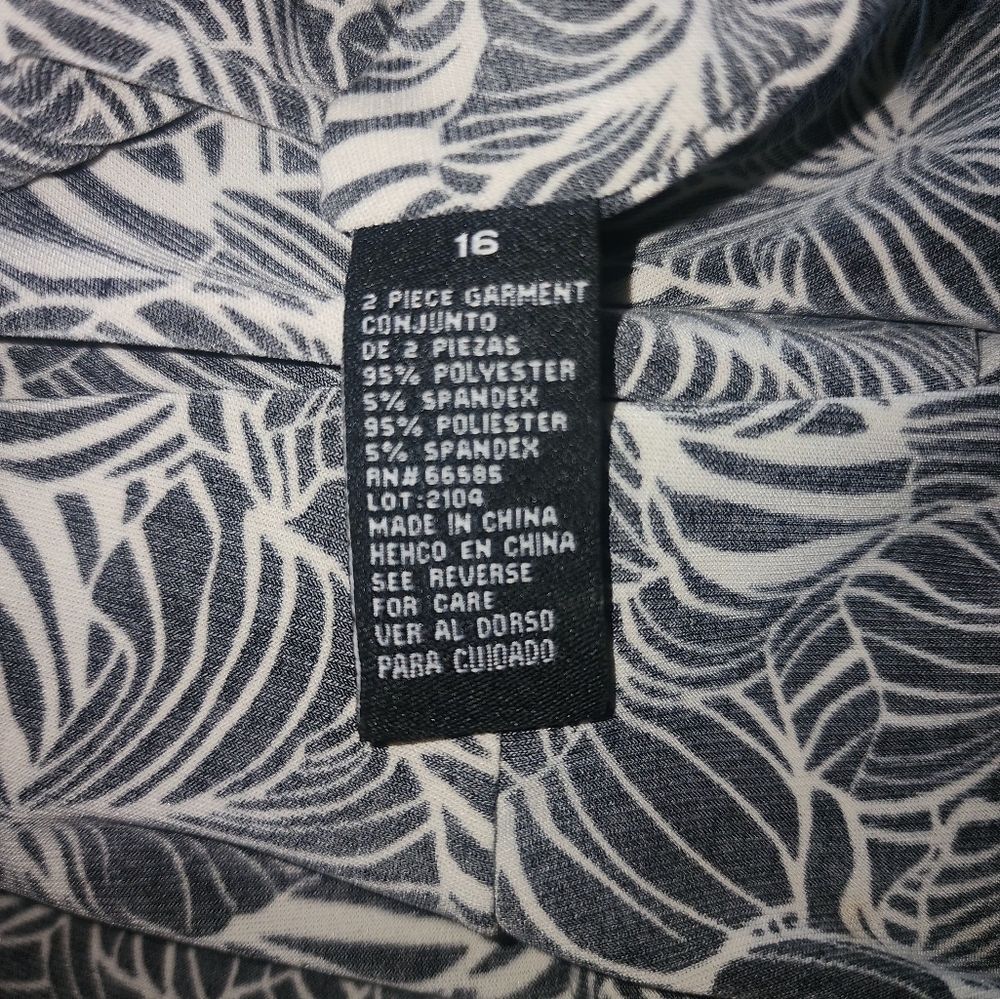 16
2 PIECE GARMENT
CONJUNTO
DE 2 PIEZAS
95% POLYESTER
5% SPANDEX
95% POLIESTER
5% SPANDEX
RN# 66585
LOT:2104
MADE IN CHINA
HEHCO EN CHINA
SEE REVERSE
FOR CARE
VER AL DORSO
PARA CUIDADO